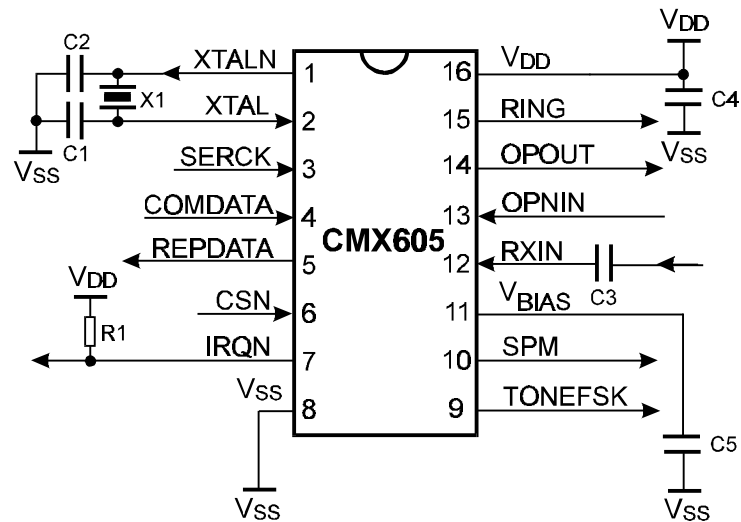 C2
XTALN
1
X1
XTAL
2
C1
VSS
SERCK
3
COMDATA
4
REPDATA
5
VDD
R1
CSN
6
IRQN
7
VSS
8
VSS
CMX605
VDD
16
VDD
C4
VSS
15
RING
14
OPOUT
13
OPNIN
12
RXIN
C3
11
VBIAS
10
SPM
9
TONEFSK
C5
VSS